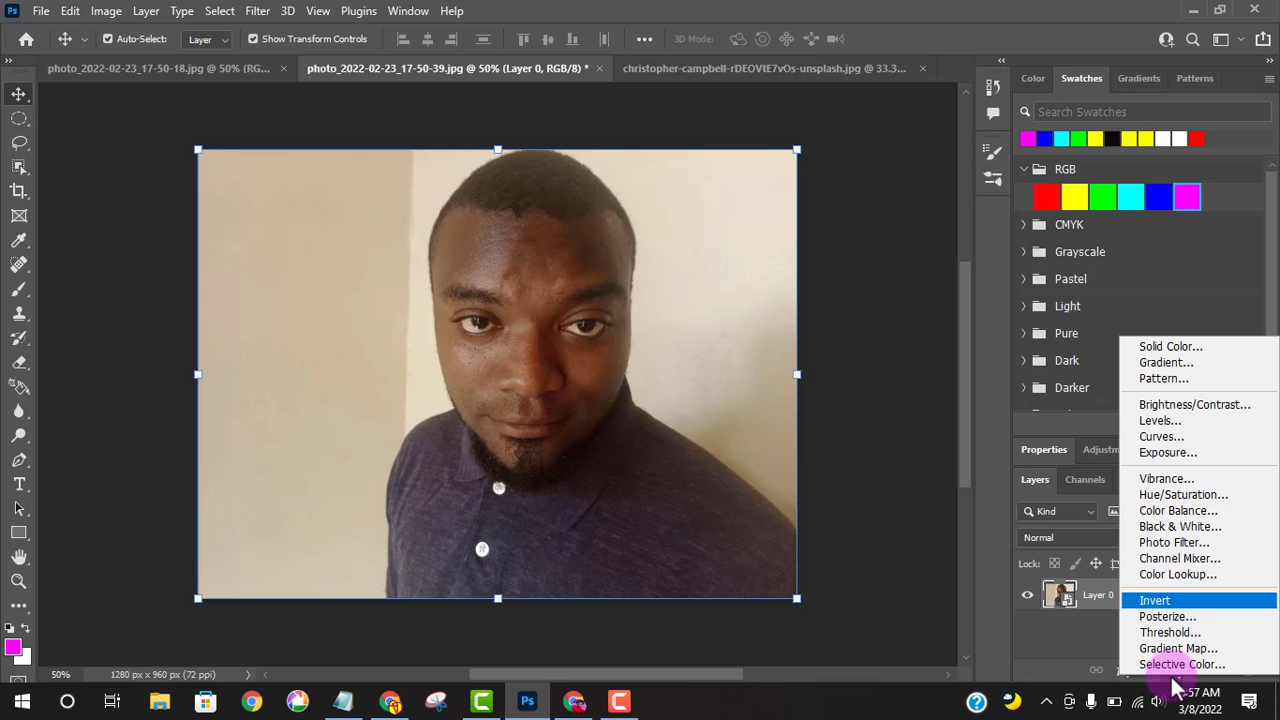 Ps File Edit Image Layer Type Select Filter 3D View Plugins Window Help
Auto-Select: Layer Show Transform Controls 3D Mode:
photo_2022-02-23_17-50-18.jpg @ 50% (RG... × photo_2022-02-23_17-50-39.jpg @ 50% (Layer 0, RGB/8) * × christopher-campbell-rDEOVtE7vOs-unsplash.jpg @ 33.3... ×
Color Swatches Gradients Patterns
Search Swatches
RGB
CMYK
Grayscale
Pastel
Light
Pure
Dark
Darker
Solid Color...
Gradient...
Pattern...
Brightness/Contrast...
Levels...
Curves...
Exposure...
Vibrance...
Hue/Saturation...
Color Balance...
Black & White...
Photo Filter...
Channel Mixer...
Color Lookup...
Invert
Posterize...
Threshold...
Gradient Map...
Selective Color...
Properties
Layers Channels
Kind
Normal
Lock:
Layer 0
50% 1280 px x 960 px (72 ppi)
Ps
:57 AM
3/8/2022